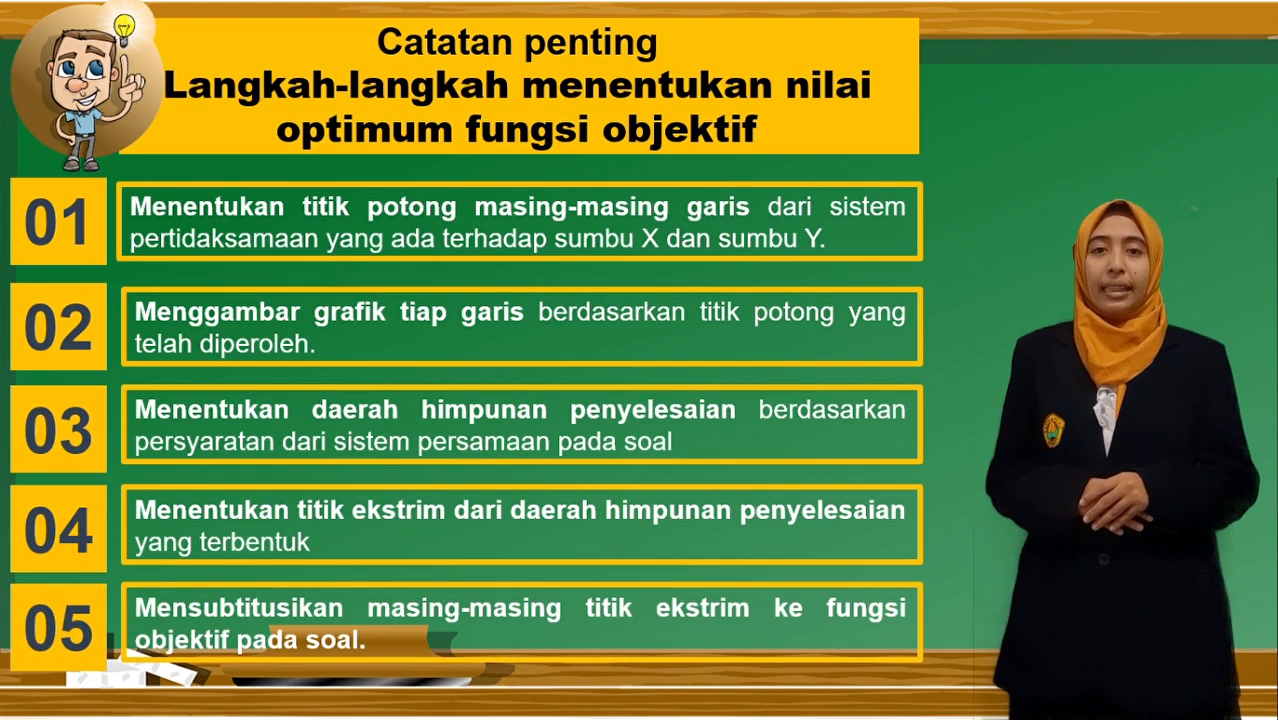 Catatan penting
Langkah-langkah menentukan nilai
optimum fungsi objektif
01
Menentukan titik potong masing-masing garis dari sistem
pertidaksamaan yang ada terhadap sumbu X dan sumbu Y.
02
Menggambar grafik tiap garis berdasarkan titik potong yang
telah diperoleh.
03
Menentukan daerah himpunan penyelesaian berdasarkan
persyaratan dari sistem persamaan pada soal
04
Menentukan titik ekstrim dari daerah himpunan penyelesaian
yang terbentuk
05
Mensubtitusikan masing-masing titik ekstrim ke fungsi
objektif pada soal.